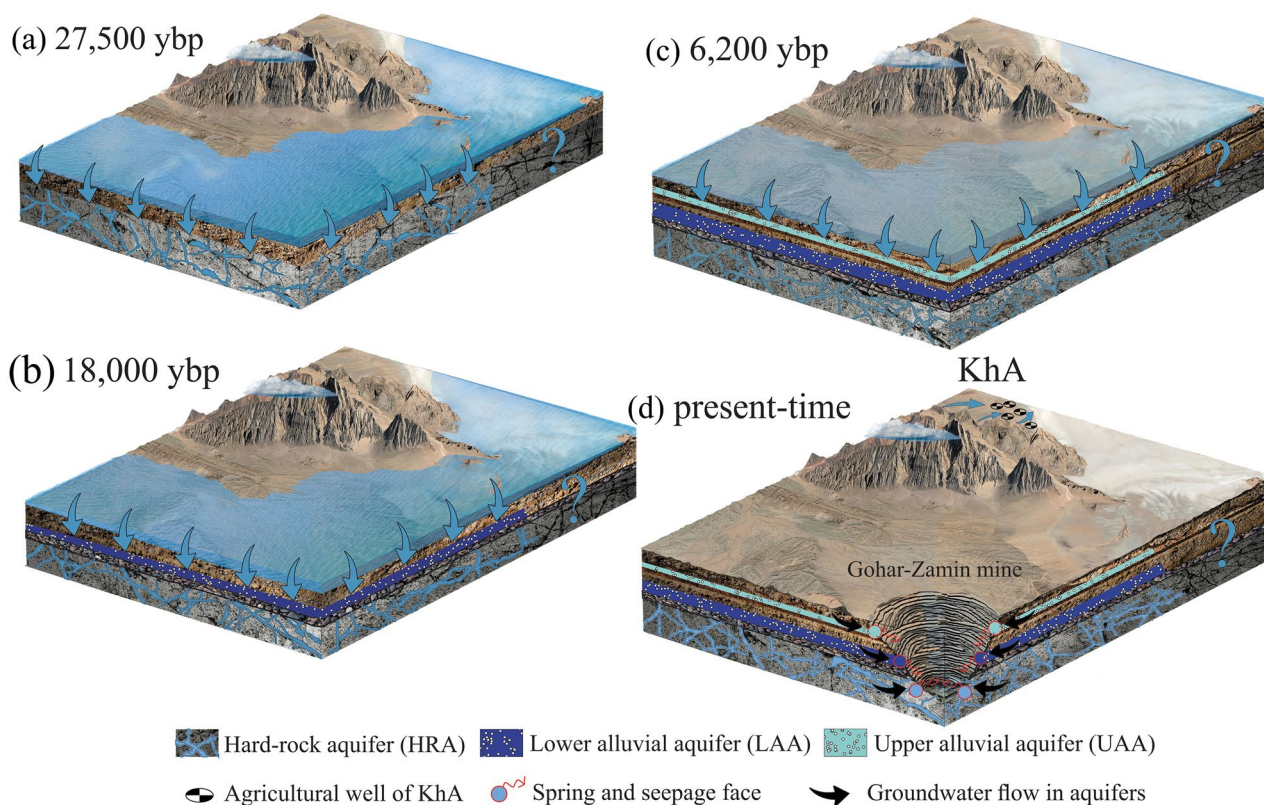 (a) 27,500 ybp
?
(b) 18,000 ybp
?
(c) 6,200 ybp
?
KhA
(d) present-time
?
Gohar-Zamin mine
Hard-rock aquifer (HRA)
Lower alluvial aquifer (LAA)
Upper alluvial aquifer (UAA)
Agricultural well of KhA
Spring and seepage face
Groundwater flow in aquifers